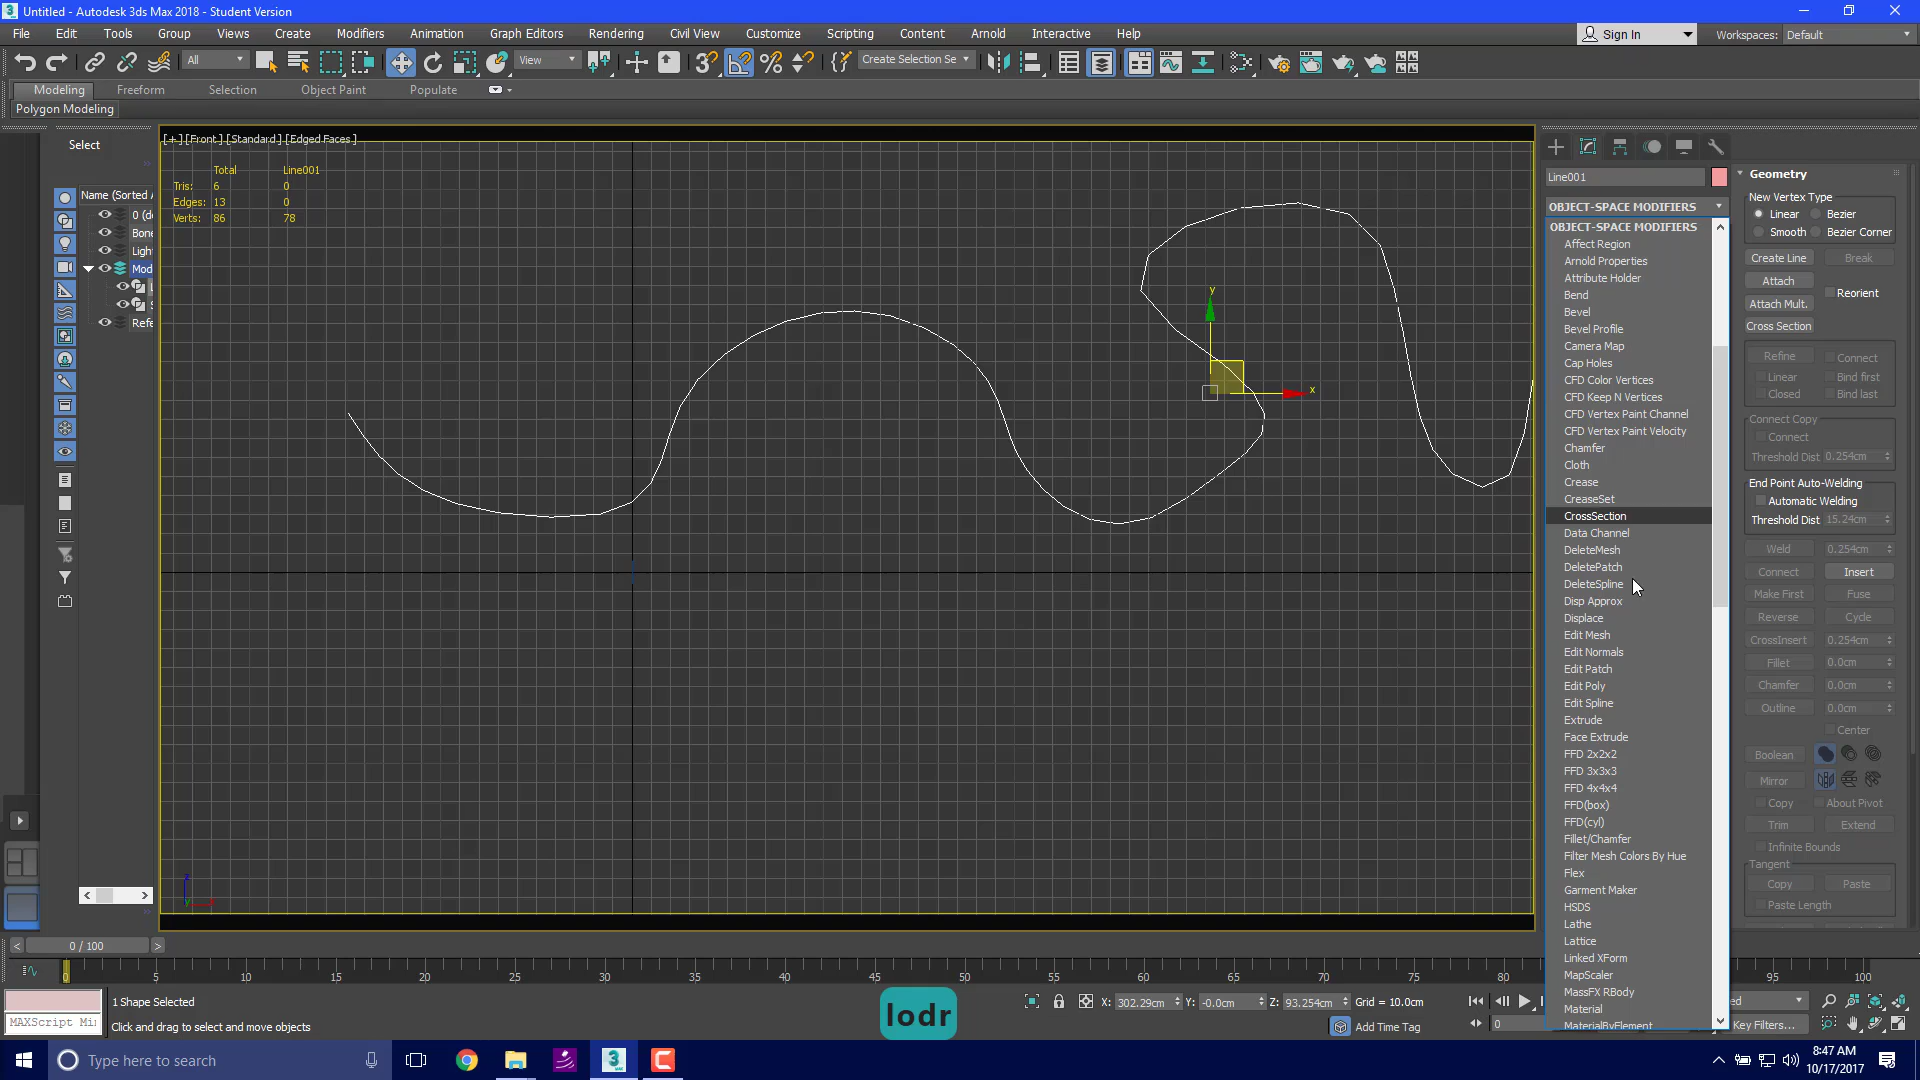 Untitled - Autodesk 3ds Max 2018 - Student Version
File Edit Tools Group Views Create Modifiers Animation Graph Editors Rendering Civil View Customize Scripting Content Arnold Interactive Help
Sign In
Workspaces: Default
All
View
Create Selection Se
Modeling Freeform Selection Object Paint Populate
Polygon Modeling
Select
Name (Sorted A
0 (de
Bone
Light
Mod
Refe
[+] [Front] [Standard] [Edged Faces]
Total Line001
Tris: 6 0
Edges: 13 0
Verts: 86 78
y
x
z
Line001
OBJECT-SPACE MODIFIERS
OBJECT-SPACE MODIFIERS
Affect Region
Arnold Properties
Attribute Holder
Bend
Bevel
Bevel Profile
Camera Map
Cap Holes
CFD Color Vertices
CFD Keep N Vertices
CFD Vertex Paint Channel
CFD Vertex Paint Velocity
Chamfer
Cloth
Crease
CreaseSet
CrossSection
Data Channel
DeleteMesh
DeletePatch
DeleteSpline
Disp Approx
Displace
Edit Mesh
Edit Normals
Edit Patch
Edit Poly
Edit Spline
Extrude
Face Extrude
FFD 2x2x2
FFD 3x3x3
FFD 4x4x4
FFD(box)
FFD(cyl)
Fillet/Chamfer
Filter Mesh Colors By Hue
Flex
Garment Maker
HSDS
Lathe
Lattice
Linked XForm
MapScaler
MassFX RBody
Material
MaterialByElement
Geometry
New Vertex Type
Linear Bezier
Smooth Bezier Corner
Create Line Break
Attach
Reorient
Attach Mult.
Cross Section
Refine Connect
Linear Bind first
Closed Bind last
Connect Copy
Connect
Threshold Dist 0.254cm
End Point Auto-Welding
Automatic Welding
Threshold Dist 15.24cm
Weld 0.254cm
Connect Insert
Make First Fuse
Reverse Cycle
CrossInsert 0.254cm
Fillet 0.0cm
Chamfer 0.0cm
Outline 0.0cm
Center
Boolean
Mirror
Copy About Pivot
Trim Extend
Infinite Bounds
Tangent
Copy Paste
Paste Length
0 / 100
0 5 10 15 20 25 30 35 40 45 50 55 60 65 70 75 80 95 100
1 Shape Selected
MAXScript Mi
Click and drag to select and move objects
lodr
X: 302.29cm Y: -0.0cm Z: 93.254cm Grid = 10.0cm
Add Time Tag
0
Key Filters...
Type here to search
8:47 AM
10/17/2017